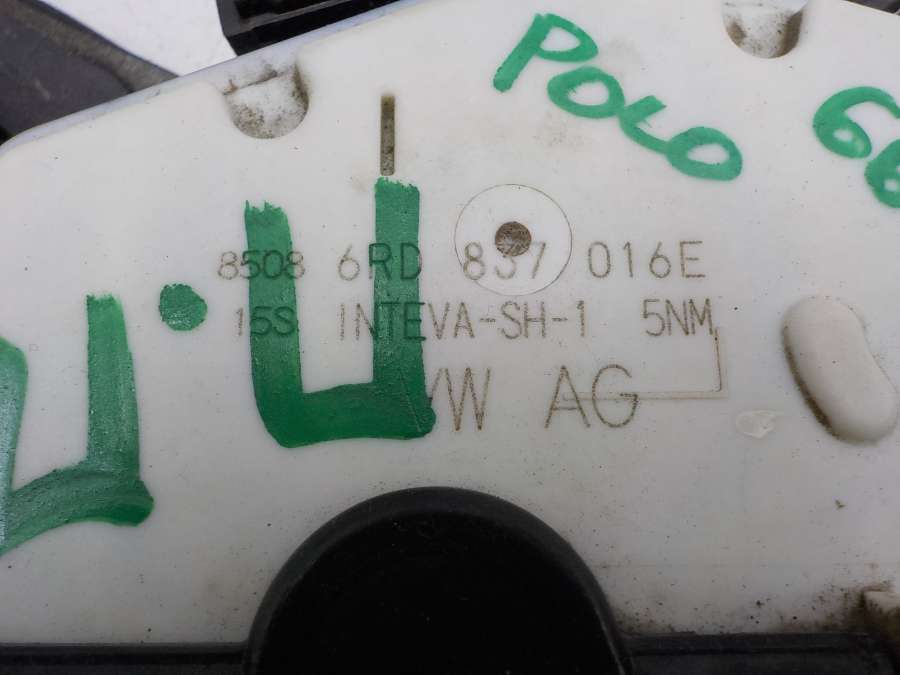 POLO
8508 6RD 837 016E
15S INTEVA-SH-1 5NM
VW AG